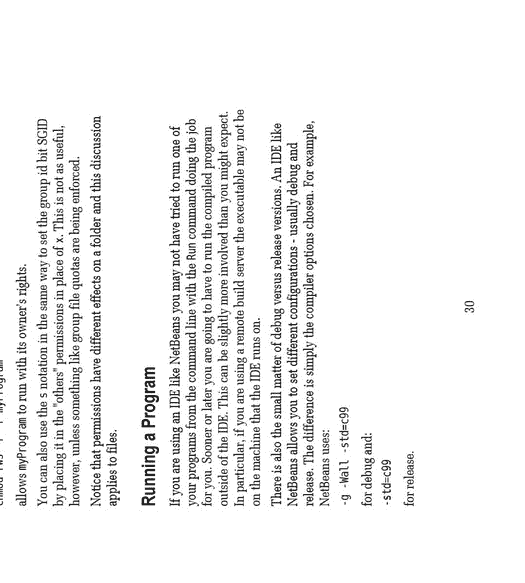 allows myProgram to run with its owner's rights.
You can also use the s notation in the same way to set the group id bit SGID
by placing it in the "others" permissions in place of x. This is not as useful,
however, unless something like group file quotas are being enforced.
Notice that permissions have different effects on a folder and this discussion
applies to files.
Running a Program
If you are using an IDE like NetBeans you may not have tried to run one of
your programs from the command line with the Run command doing the job
for you. Sooner or later you are going to have to run the compiled program
outside of the IDE. This can be slightly more involved than you might expect.
In particular, if you are using a remote build server the executable may not be
on the machine that the IDE runs on.
There is also the small matter of debug versus release versions. An IDE like
NetBeans allows you to set different configurations - usually debug and
release. The difference is simply the compiler options chosen. For example,
NetBeans uses:
-g -Wall -std=c99
for debug and:
-std=c99
for release.
30